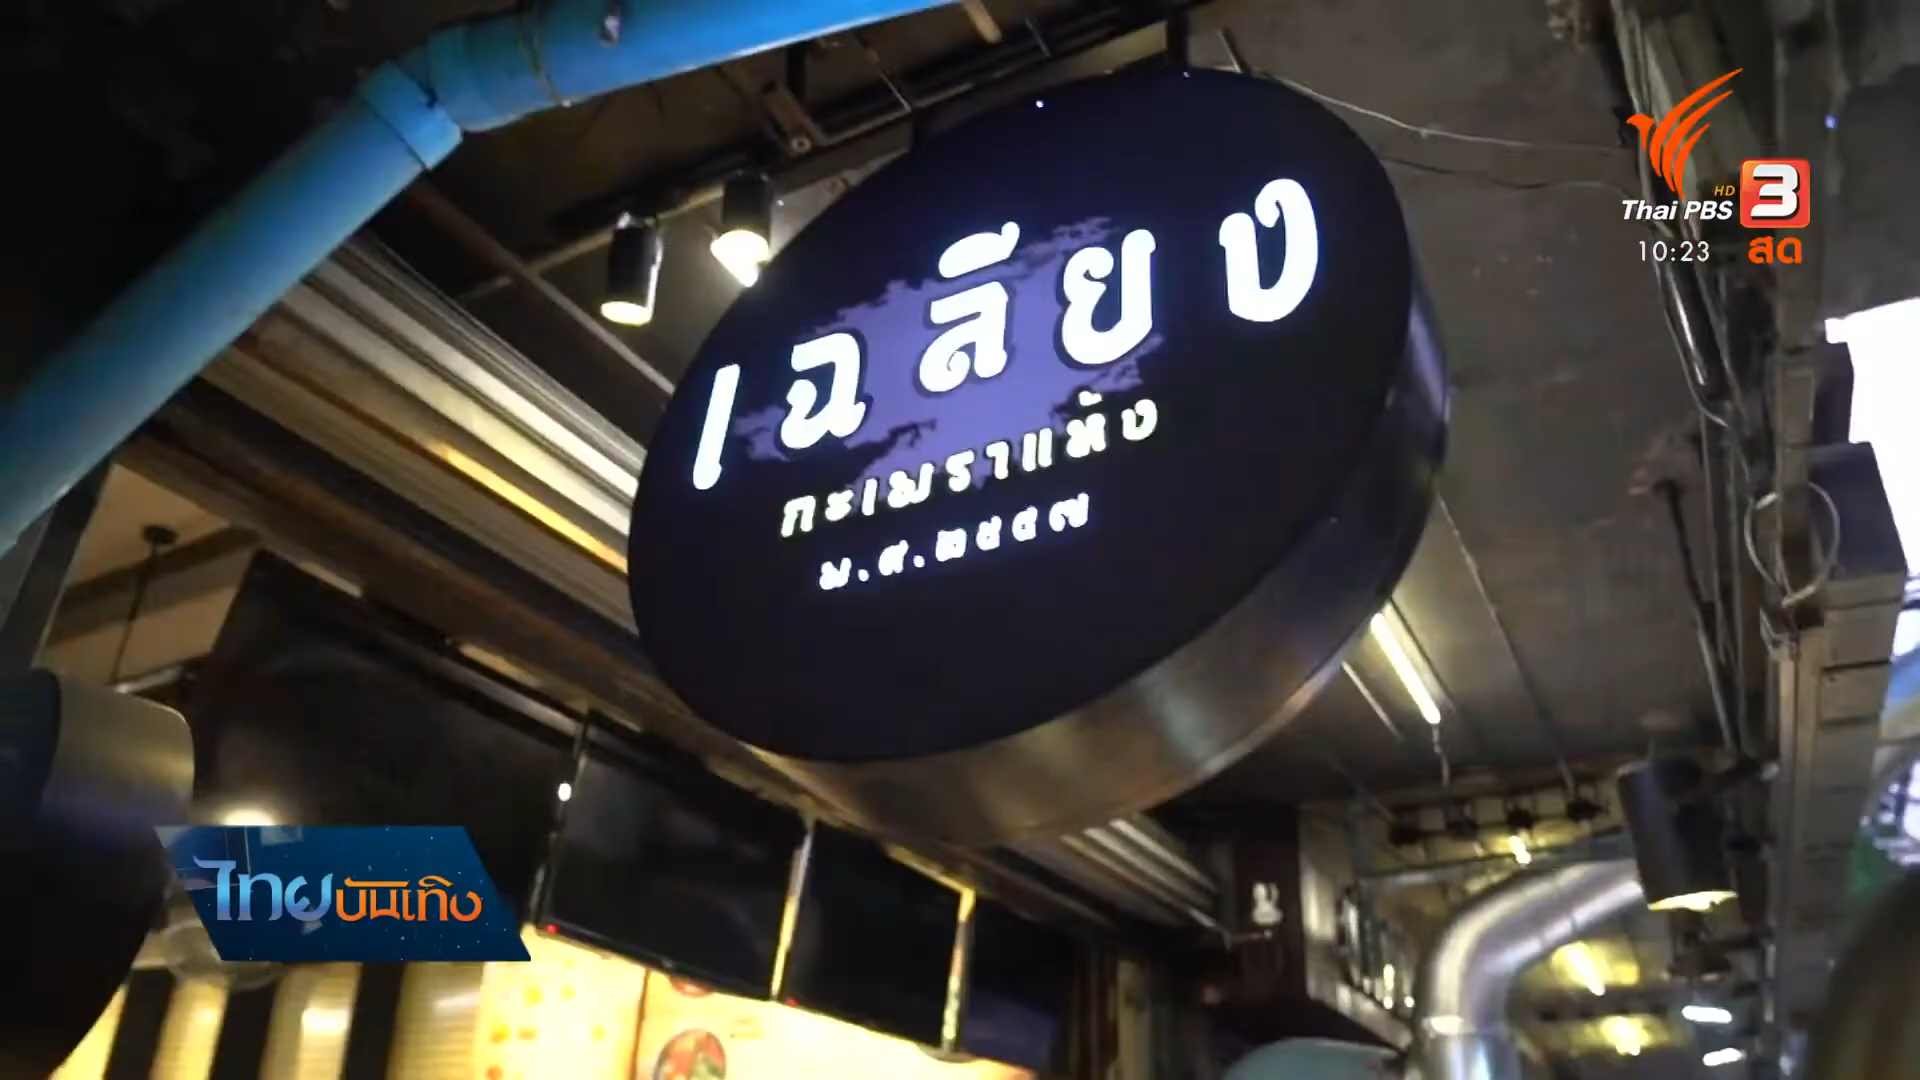 เฉลียง
กะเพราแห้ง
พ.ศ.๒๕๔๗
HD
Thai PBS
3
10:23
สด
ไทยบันเทิง